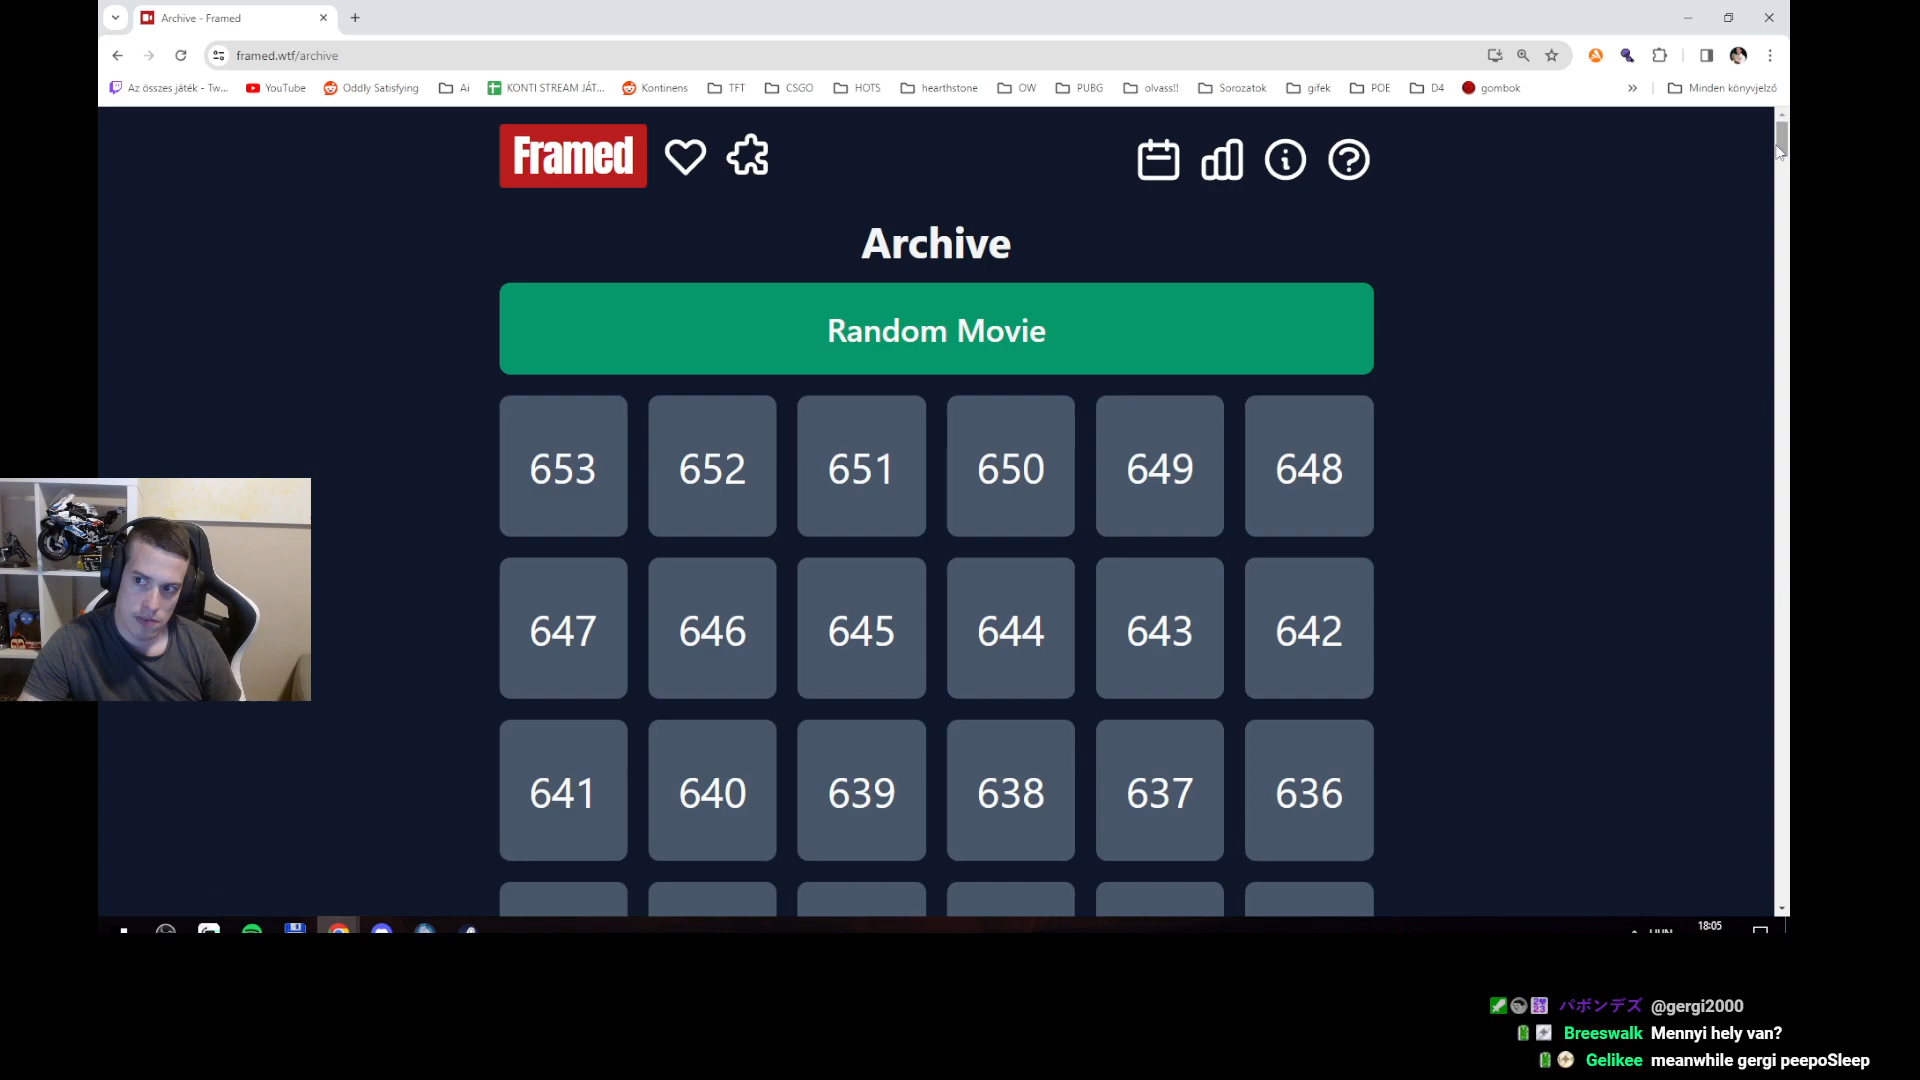 Archive - Framed
framed.wtf/archive
Az összes játék - Tw... YouTube Oddly Satisfying Ai KONTI STREAM JÁT... Kontinens TFT CSGO HOTS hearthstone OW PUBG olvass!! Sorozatok gifek POE D4 gombok » Minden könyvjelző
Framed
Archive
Random Movie
653 652 651 650 649 648
647 646 645 644 643 642
641 640 639 638 637 636
18:05
HUN
パボンデズ @gergi2000
Breeswalk Mennyi hely van?
Gelikee meanwhile gergi peepoSleep